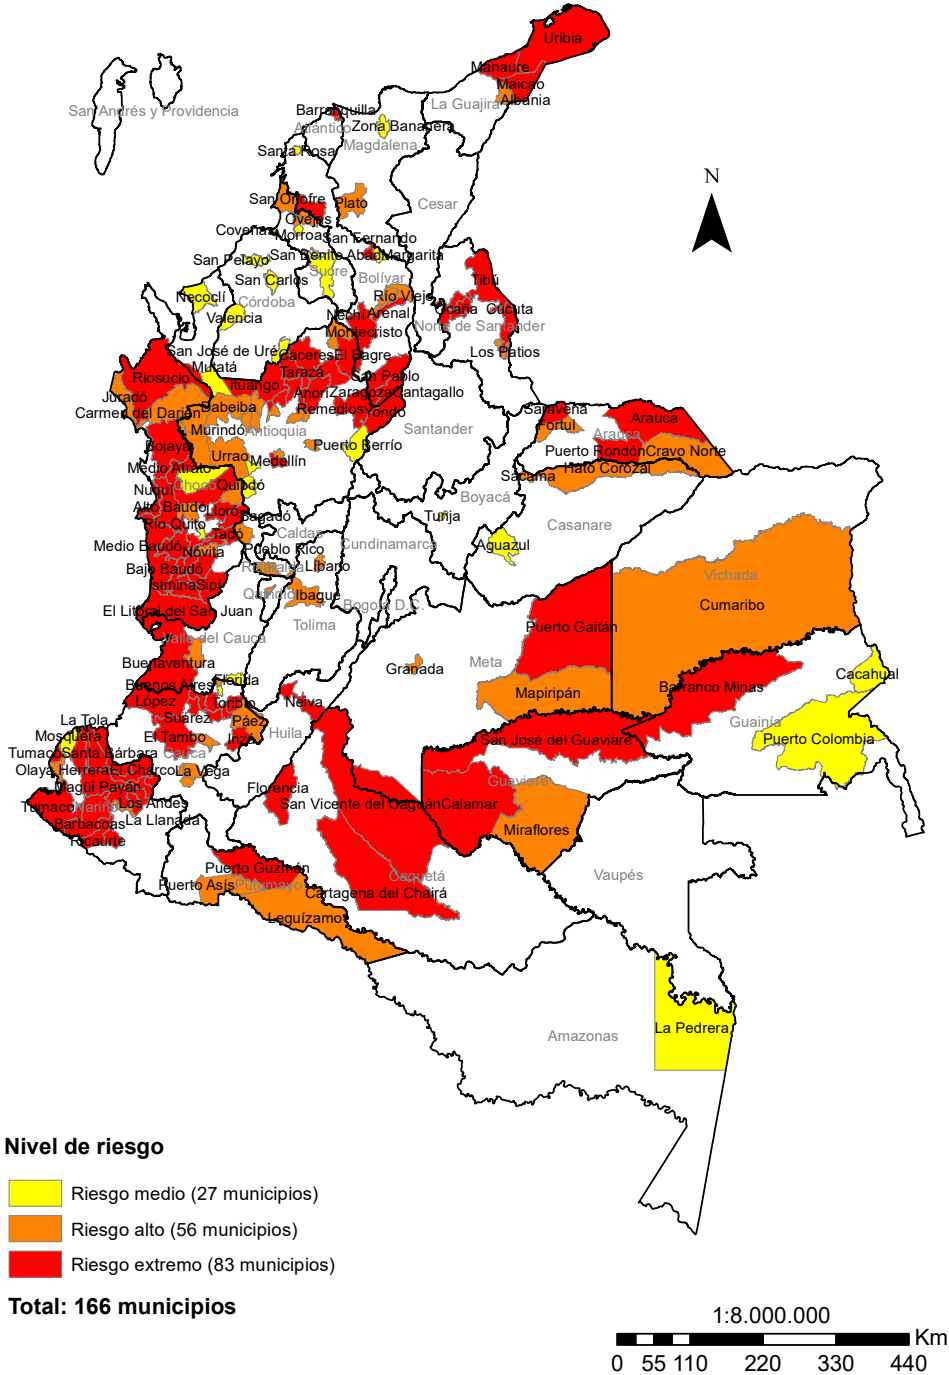 Uribia
Manaure
Maicao
Albania
La Guajira
San Andrés y Providencia
Barranquilla
Atlántico
Zona Bananera
Magdalena
Santa Rosa
Cesar
San Onofre
Plato
Ovejas
Coveñas
Morroa
San Fernando
San Pelayo
San Benito Abad
Margarita
Sucre
Bolívar
San Carlos
Tibú
Necoclí
Córdoba
Río Viejo
Valencia
Nechí
Arenal
Ocaña
Cúcuta
Montecristo
Norte de Santander
San José de Uré
Cáceres
El Bagre
Los Patios
Mutatá
Tarazá
Riosucio
Ituango
San Pablo
Juradó
Anorí
Zaragoza
Cantagallo
Carmen del Darién
Dabeiba
Remedios
Yondó
Saravena
Arauca
Murindó
Antioquia
Santander
Fortul
Arauca
Bojaya
Urrao
Medellín
Puerto Berrío
Puerto Rondón
Cravo Norte
Medio Atrato
Hato Corozal
Sácama
Chocó
Quibdó
Nuquí
Boyacá
Alto Baudó
Bagadó
Tunja
Casanare
Río Quito
Tadó
Caldas
Medio Baudó
Nóvita
Pueblo Rico
Cundinamarca
Aguazul
Bajo Baudó
Risaralda
Líbano
Vichada
Istmina
Sipí
Quindío
Ibague
Bogotá D.C.
Cumaribo
El Litoral del San Juan
Tolima
Puerto Gaitán
Valle del Cauca
Buenaventura
Granada
Meta
Cacahual
Buenos Aires
Florida
Mapiripán
Barranco Minas
López
Toribío
Neiva
La Tola
Suárez
Páez
Guainía
Mosquera
El Tambo
Inzá
Huila
San José del Guaviare
Puerto Colombia
Tumaco
Santa Bárbara
Cauca
Olaya Herrera
El Charco
La Vega
Guaviare
Magüi Payán
Florencia
Tumaco
Nariño
Los Andes
San Vicente del Caguán
Calamar
Barbacoas
La Llanada
Miraflores
Ricaurte
Puerto Guzmán
Caquetá
Vaupés
Puerto Asís
Putumayo
Cartagena del Chairá
Leguízamo
La Pedrera
Amazonas
N
Nivel de riesgo
Riesgo medio (27 municipios)
Riesgo alto (56 municipios)
Riesgo extremo (83 municipios)
Total: 166 municipios
1:8.000.000
Km
0 55 110 220 330 440